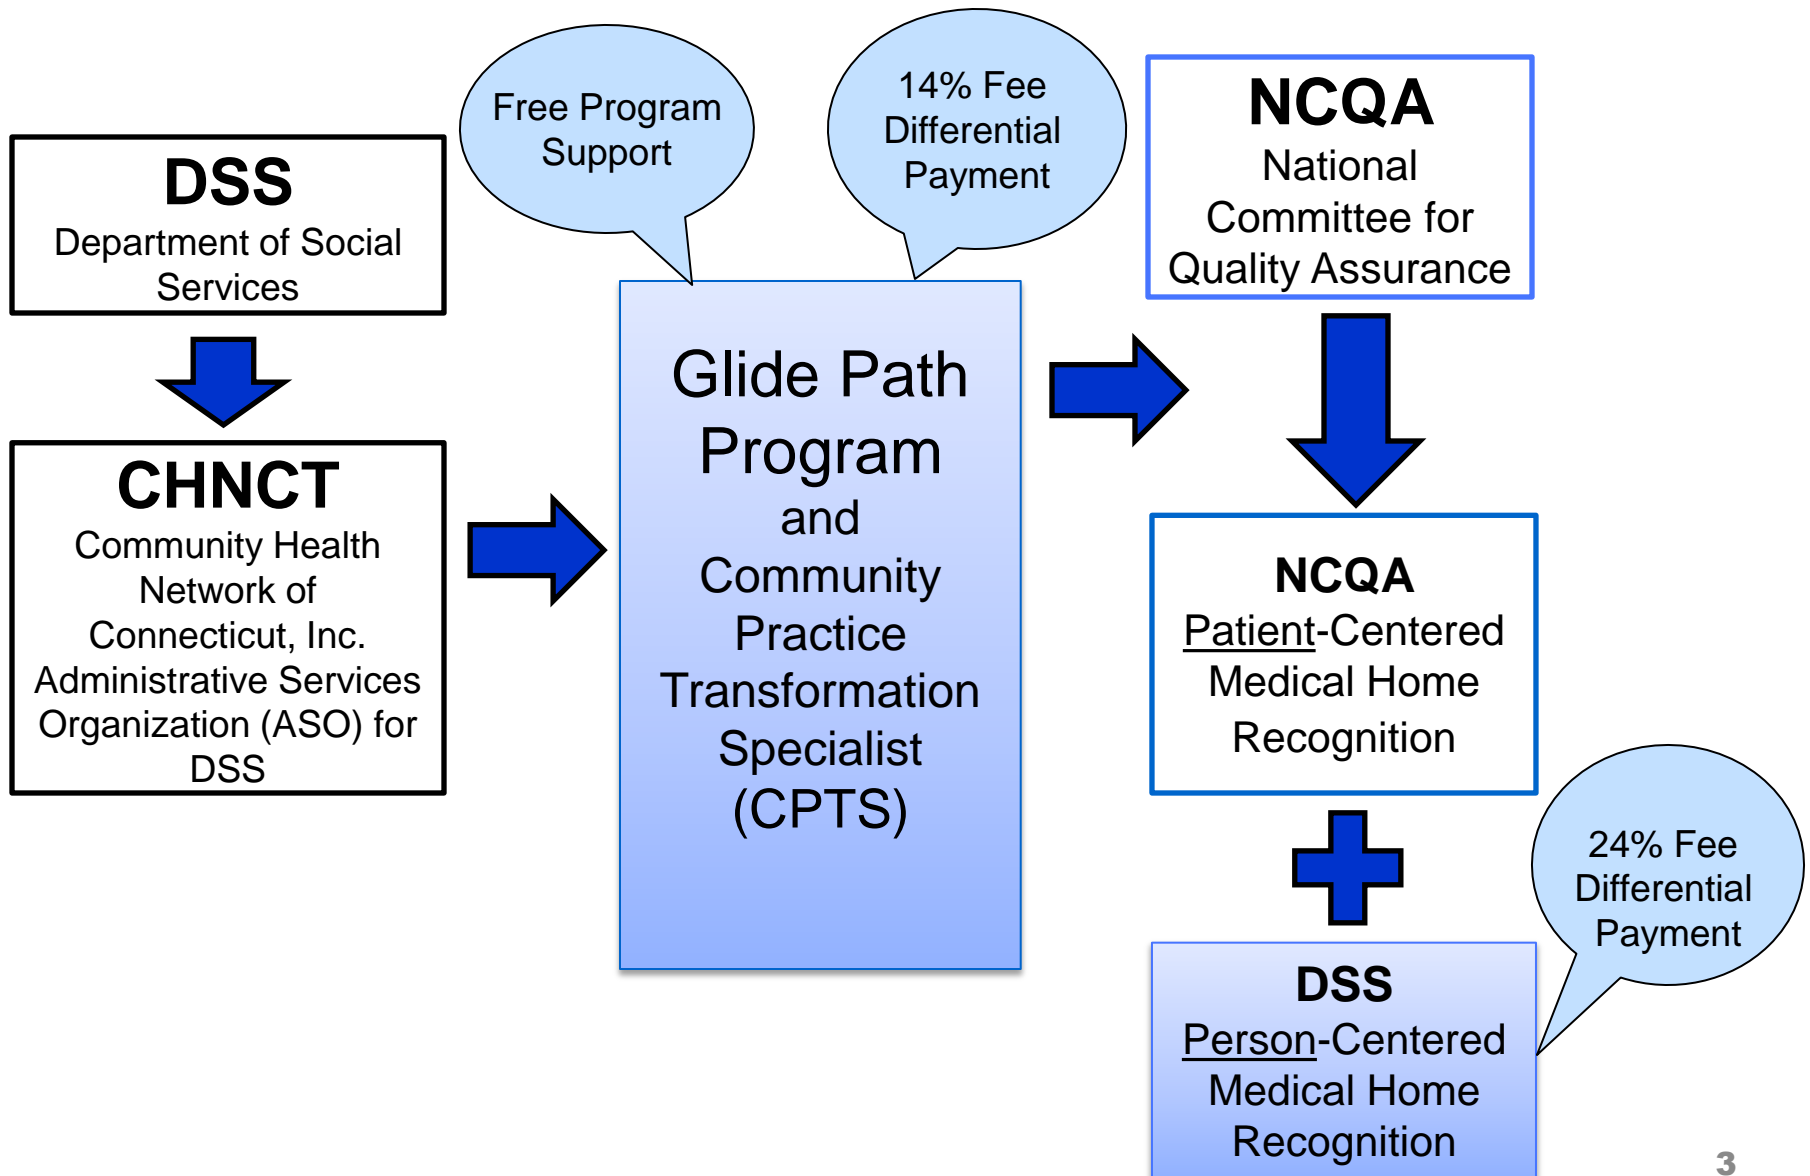 DSS
Department of Social
Services
CHNCT
Community Health
Network of
Connecticut, Inc.
Administrative Services
Organization (ASO) for
DSS
Free Program
Support
14% Fee
Differential
Payment
Glide Path
Program
and
Community
Practice
Transformation
Specialist
(CPTS)
NCQA
National
Committee for
Quality Assurance
NCQA
Patient-Centered
Medical Home
Recognition
24% Fee
Differential
Payment
DSS
Person-Centered
Medical Home
Recognition
3